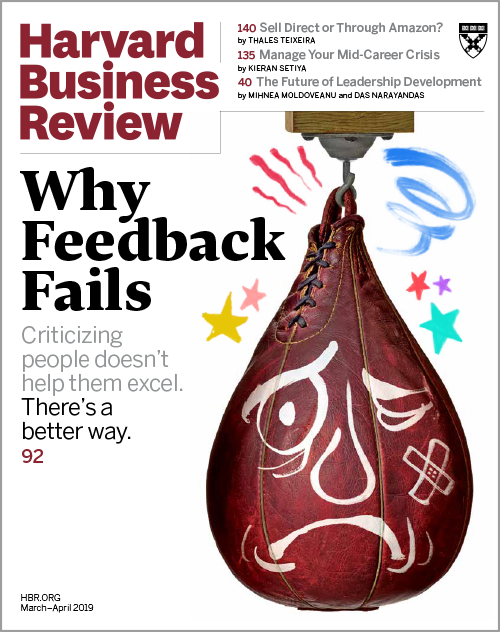 Harvard
Business
Review
140 Sell Direct or Through Amazon?
by THALES TEIXEIRA
135 Manage Your Mid-Career Crisis
by KIERAN SETIYA
40 The Future of Leadership Development
by MIHNEA MOLDOVEANU and DAS NARAYANDAS
Why
Feedback
Fails
Criticizing
people doesn’t
help them excel.
There’s a
better way.
92
HBR.ORG
March–April 2019